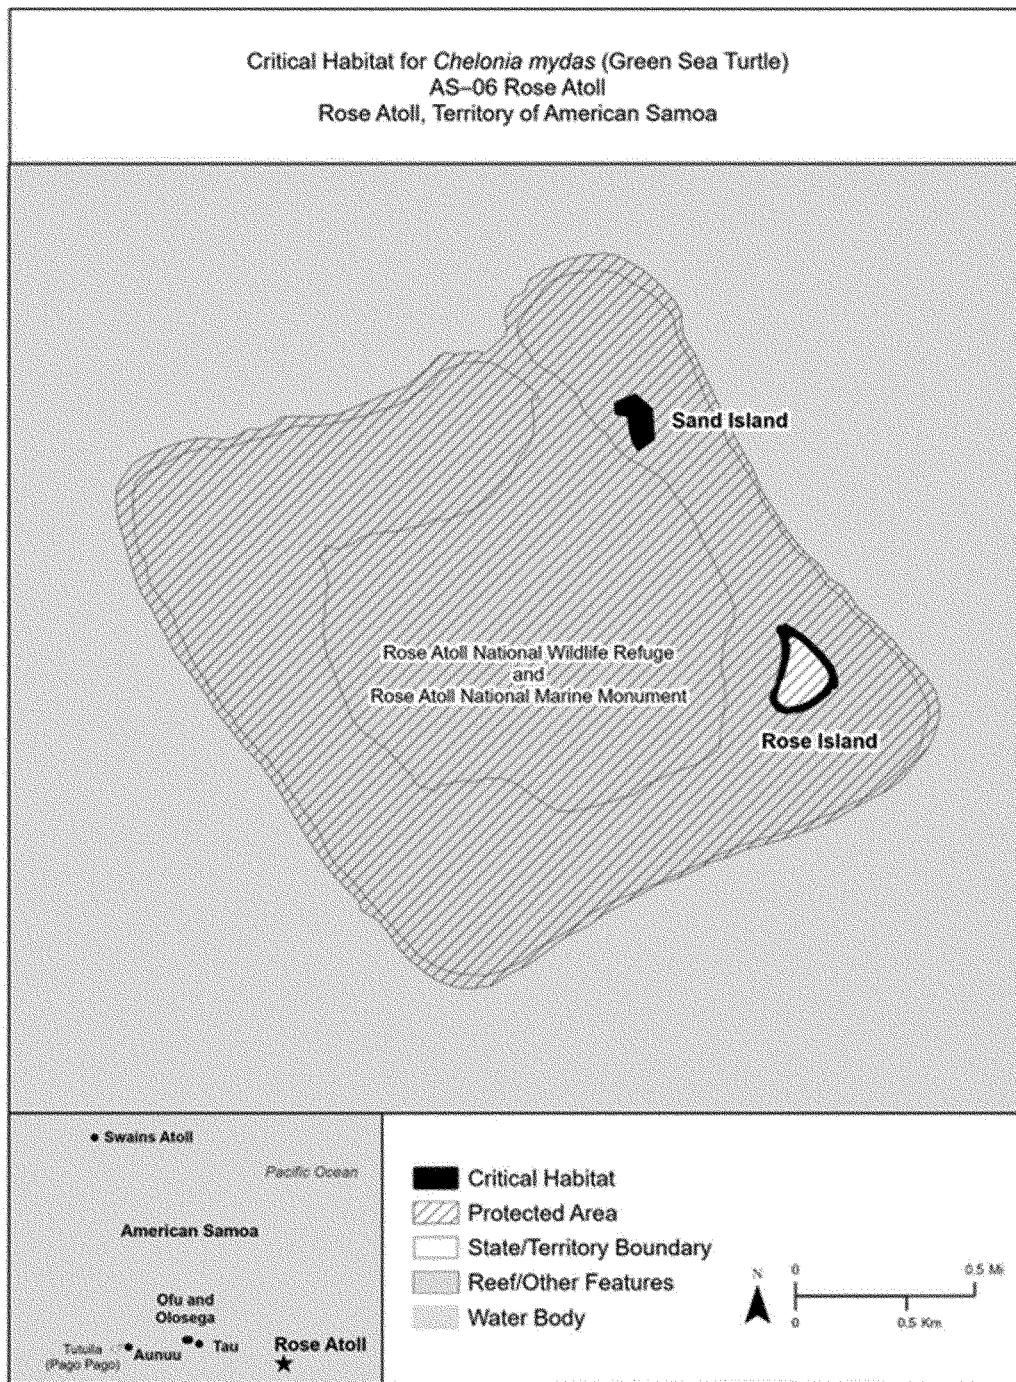 Critical Habitat for Chelonia mydas (Green Sea Turtle)
AS–06 Rose Atoll
Rose Atoll, Territory of American Samoa
Sand Island
Rose Atoll National Wildlife Refuge
and
Rose Atoll National Marine Monument
Rose Island
Swains Atoll
Pacific Ocean
American Samoa
Ofu and
Olosega
Tutuila
(Pago Pago)
Aunuu
Tau
Rose Atoll
Critical Habitat
Protected Area
State/Territory Boundary
Reef/Other Features
Water Body
N
0 0.5 Mi
0 0.5 Km